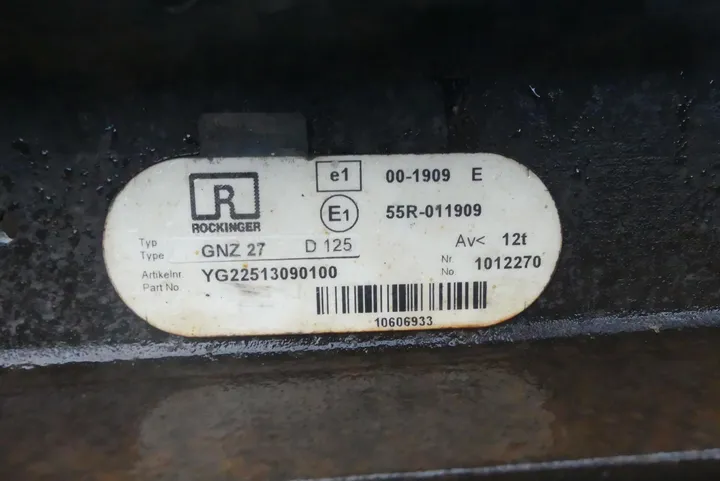 R
ROCKINGER
e1 00-1909 E
E1 55R-011909
Typ
Type GNZ 27 D 125 Av< 12t
Artikelnr.
Part No. YG22513090100
Nr
No 1012270
10606933